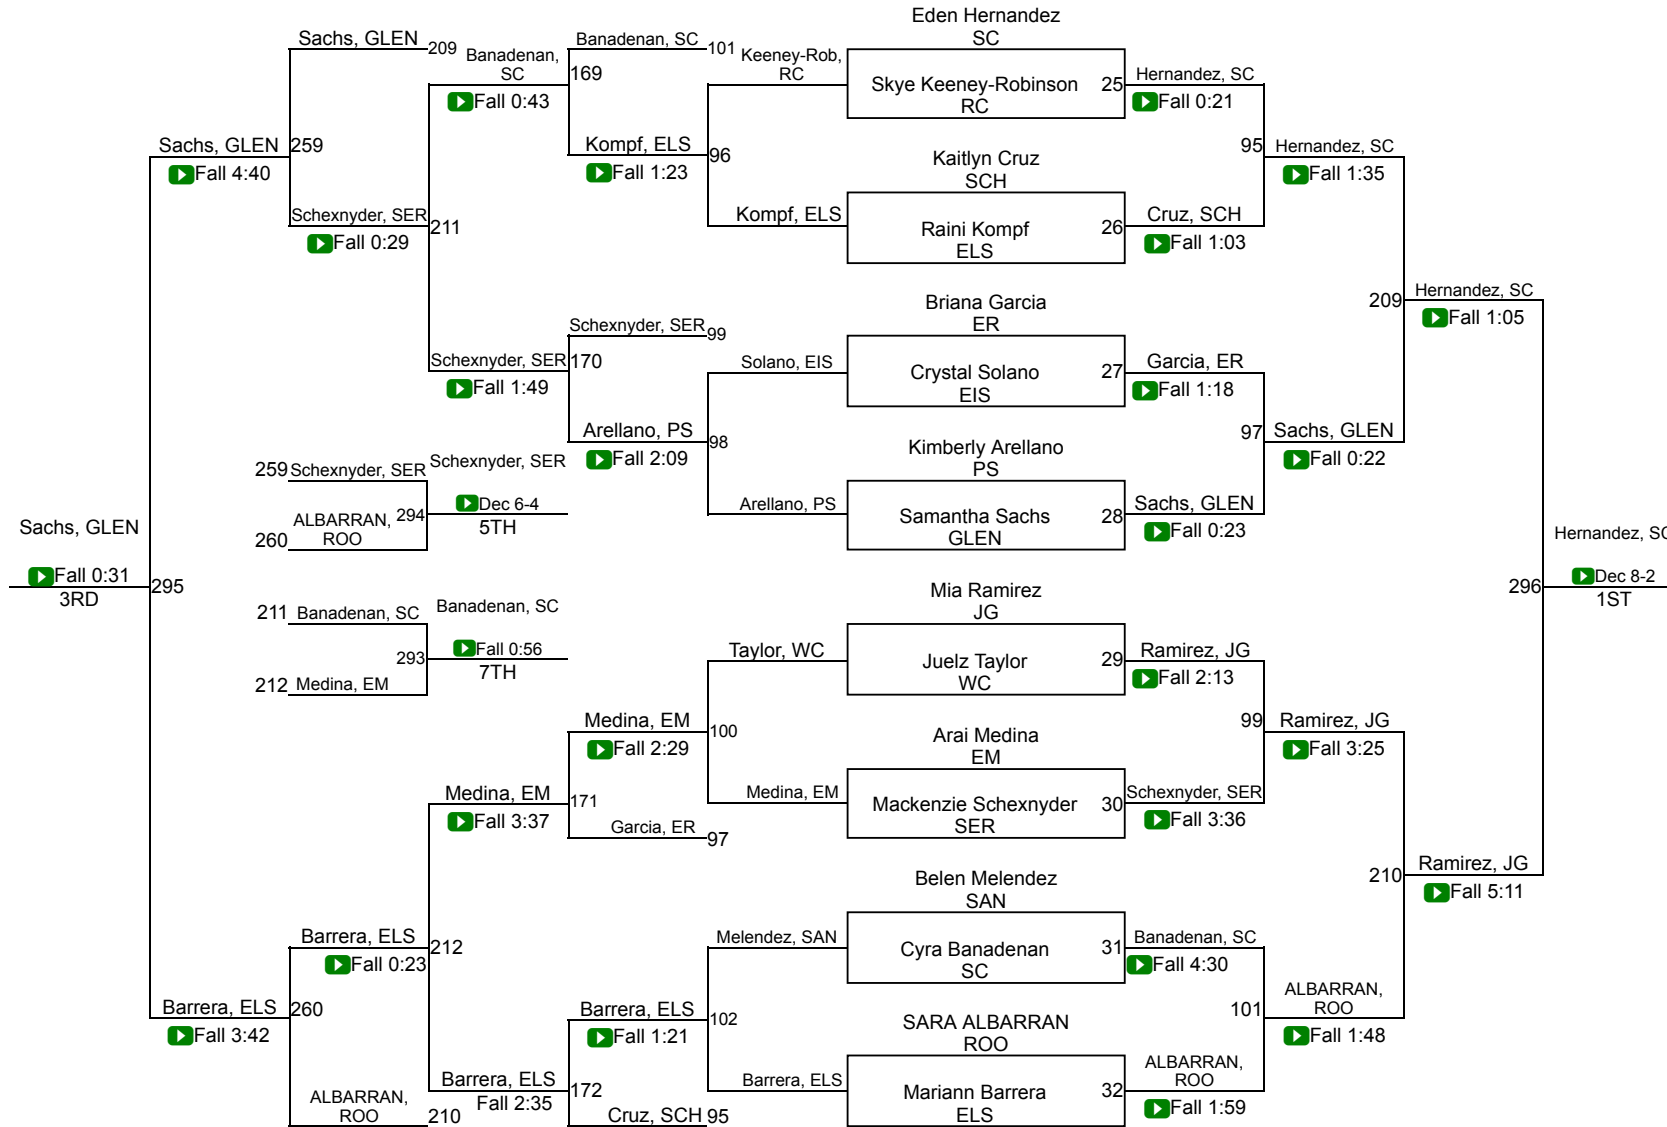 Eden Hernandez
SC
Sachs, GLEN 209
Banadenan, SC 101
Banadenan,
SC
169
Keeney-Rob,
RC
Skye Keeney-Robinson
RC
25
Hernandez, SC
Fall 0:43
Fall 0:21
Sachs, GLEN 259
Fall 4:40
Kompf, ELS
96
Fall 1:23
Kaitlyn Cruz
SCH
95
Hernandez, SC
Fall 1:35
Schexnyder, SER
211
Fall 0:29
Kompf, ELS
Raini Kompf
ELS
26
Cruz, SCH
Fall 1:03
Briana Garcia
ER
209
Hernandez, SC
Fall 1:05
Schexnyder, SER
99
Schexnyder, SER
170
Fall 1:49
Solano, EIS
Crystal Solano
EIS
27
Garcia, ER
Fall 1:18
Arellano, PS
98
Fall 2:09
Kimberly Arellano
PS
97
Sachs, GLEN
Fall 0:22
259
Schexnyder, SER
Schexnyder, SER
Arellano, PS
Samantha Sachs
GLEN
28
Sachs, GLEN
Fall 0:23
ALBARRAN,
ROO
294
260
Dec 6-4
5TH
Sachs, GLEN
Fall 0:31
3RD
295
Hernandez, SC
296
Dec 8-2
1ST
211
Banadenan, SC
Banadenan, SC
Mia Ramirez
JG
293
Fall 0:56
7TH
212
Medina, EM
Taylor, WC
Juelz Taylor
WC
29
Ramirez, JG
Fall 2:13
Medina, EM
100
Fall 2:29
Arai Medina
EM
99
Ramirez, JG
Fall 3:25
Medina, EM
171
Fall 3:37
Medina, EM
Mackenzie Schexnyder
SER
30
Schexnyder, SER
Fall 3:36
Garcia, ER
97
Belen Melendez
SAN
210
Ramirez, JG
Fall 5:11
Barrera, ELS
212
Fall 0:23
Melendez, SAN
Cyra Banadenan
SC
31
Banadenan, SC
Fall 4:30
Barrera, ELS
260
Fall 3:42
Barrera, ELS
102
Fall 1:21
SARA ALBARRAN
ROO
101
ALBARRAN,
ROO
Fall 1:48
ALBARRAN,
ROO
210
Barrera, ELS
172
Fall 2:35
Cruz, SCH 95
Barrera, ELS
Mariann Barrera
ELS
32
ALBARRAN,
ROO
Fall 1:59